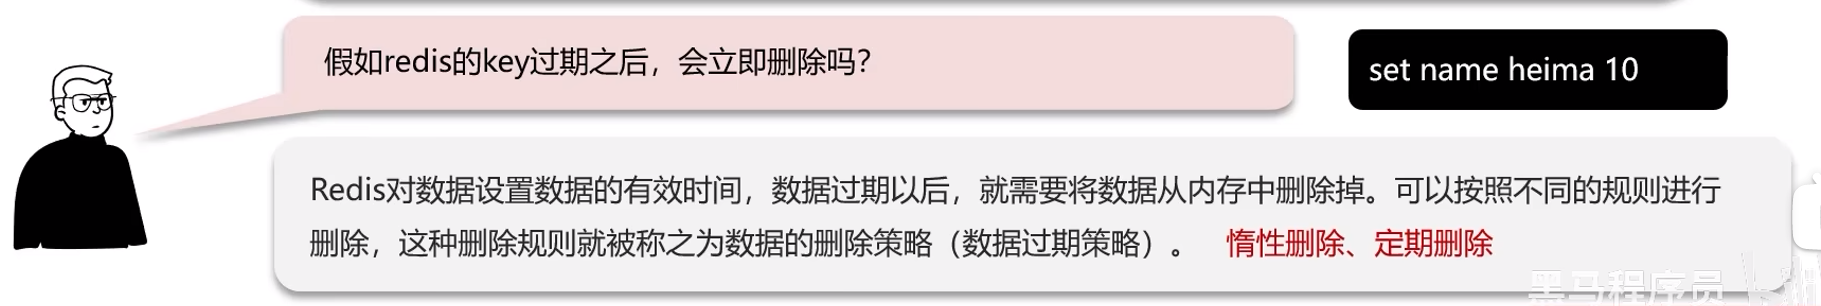 假如redis的key过期之后，会立即删除吗？
set name heima 10
Redis对数据设置数据的有效时间，数据过期以后，就需要将数据从内存中删除掉。可以按照不同的规则进行
删除，这种删除规则就被称之为数据的删除策略（数据过期策略）。 惰性删除、定期删除
黑马程序员